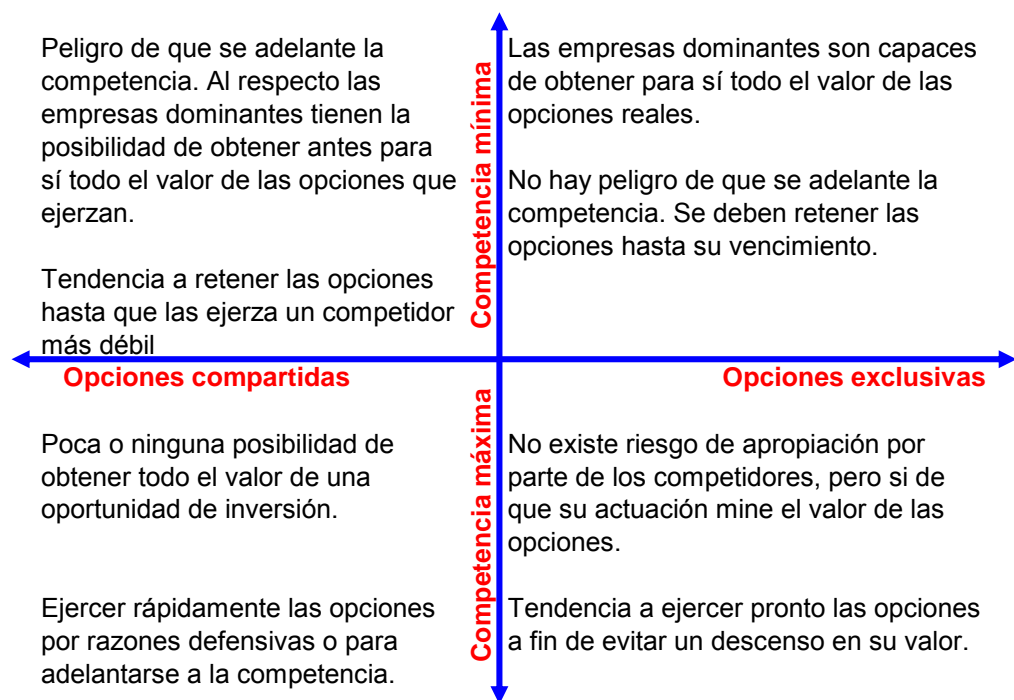 Peligro de que se adelante la
competencia. Al respecto las
empresas dominantes tienen la
posibilidad de obtener antes para
sí todo el valor de las opciones que
ejerzan.
Tendencia a retener las opciones
hasta que las ejerza un competidor
más débil
Competencia mínima
Las empresas dominantes son capaces
de obtener para sí todo el valor de las
opciones reales.
No hay peligro de que se adelante la
competencia. Se deben retener las
opciones hasta su vencimiento.
Opciones compartidas
Opciones exclusivas
Poca o ninguna posibilidad de
obtener todo el valor de una
oportunidad de inversión.
Ejercer rápidamente las opciones
por razones defensivas o para
adelantarse a la competencia.
Competencia máxima
No existe riesgo de apropiación por
parte de los competidores, pero si de
que su actuación mine el valor de las
opciones.
Tendencia a ejercer pronto las opciones
a fin de evitar un descenso en su valor.